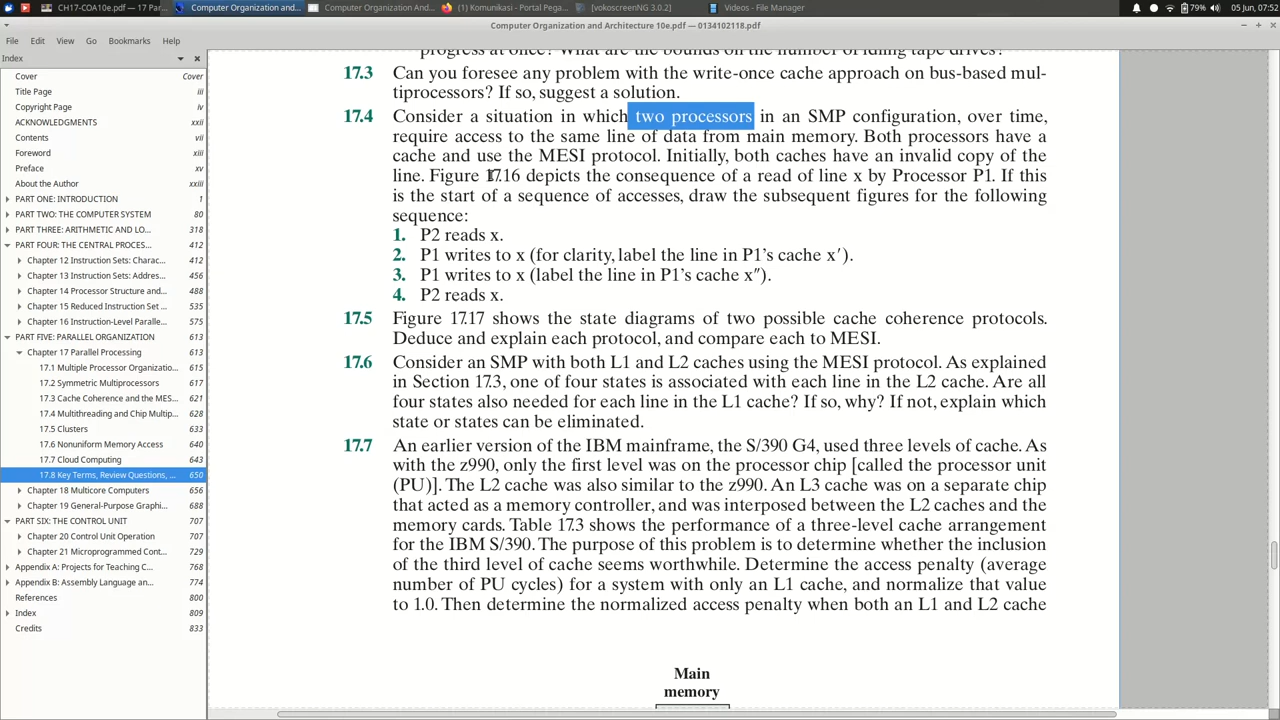 CH17-COA10e.pdf — 17 Par...
Computer Organization and...
Computer Organization And...
(1) Komunikasi - Portal Pega...
[vokoscreenNG 3.0.2]
Videos - File Manager
79%
05 Jun, 07:52
Computer Organization and Architecture 10e.pdf — 0134102118.pdf
File Edit View Go Bookmarks Help
Index
Cover Cover
Title Page iii
Copyright Page iv
ACKNOWLEDGMENTS xxii
Contents vii
Foreword xiii
Preface xv
About the Author xxiii
PART ONE: INTRODUCTION 1
PART TWO: THE COMPUTER SYSTEM 80
PART THREE: ARITHMETIC AND LO... 318
PART FOUR: THE CENTRAL PROCES... 412
Chapter 12 Instruction Sets: Charac... 412
Chapter 13 Instruction Sets: Addres... 456
Chapter 14 Processor Structure and... 488
Chapter 15 Reduced Instruction Set ... 535
Chapter 16 Instruction-Level Paralle... 575
PART FIVE: PARALLEL ORGANIZATION 613
Chapter 17 Parallel Processing 613
17.1 Multiple Processor Organizatio... 615
17.2 Symmetric Multiprocessors 617
17.3 Cache Coherence and the MES... 621
17.4 Multithreading and Chip Multip... 628
17.5 Clusters 633
17.6 Nonuniform Memory Access 640
17.7 Cloud Computing 643
17.8 Key Terms, Review Questions, ... 650
Chapter 18 Multicore Computers 656
Chapter 19 General-Purpose Graphi... 688
PART SIX: THE CONTROL UNIT 707
Chapter 20 Control Unit Operation 707
Chapter 21 Microprogrammed Cont... 729
Appendix A: Projects for Teaching C... 768
Appendix B: Assembly Language an... 774
References 800
Index 809
Credits 833
progress at once? What are the bounds on the number of idling tape drives?
17.3 Can you foresee any problem with the write-once cache approach on bus-based mul-
tiprocessors? If so, suggest a solution.
17.4 Consider a situation in which two processors in an SMP configuration, over time,
require access to the same line of data from main memory. Both processors have a
cache and use the MESI protocol. Initially, both caches have an invalid copy of the
line. Figure 17.16 depicts the consequence of a read of line x by Processor P1. If this
is the start of a sequence of accesses, draw the subsequent figures for the following
sequence:
1. P2 reads x.
2. P1 writes to x (for clarity, label the line in P1's cache x′).
3. P1 writes to x (label the line in P1's cache x″).
4. P2 reads x.
17.5 Figure 17.17 shows the state diagrams of two possible cache coherence protocols.
Deduce and explain each protocol, and compare each to MESI.
17.6 Consider an SMP with both L1 and L2 caches using the MESI protocol. As explained
in Section 17.3, one of four states is associated with each line in the L2 cache. Are all
four states also needed for each line in the L1 cache? If so, why? If not, explain which
state or states can be eliminated.
17.7 An earlier version of the IBM mainframe, the S/390 G4, used three levels of cache. As
with the z990, only the first level was on the processor chip [called the processor unit
(PU)]. The L2 cache was also similar to the z990. An L3 cache was on a separate chip
that acted as a memory controller, and was interposed between the L2 caches and the
memory cards. Table 17.3 shows the performance of a three-level cache arrangement
for the IBM S/390. The purpose of this problem is to determine whether the inclusion
of the third level of cache seems worthwhile. Determine the access penalty (average
number of PU cycles) for a system with only an L1 cache, and normalize that value
to 1.0. Then determine the normalized access penalty when both an L1 and L2 cache
Main
memory